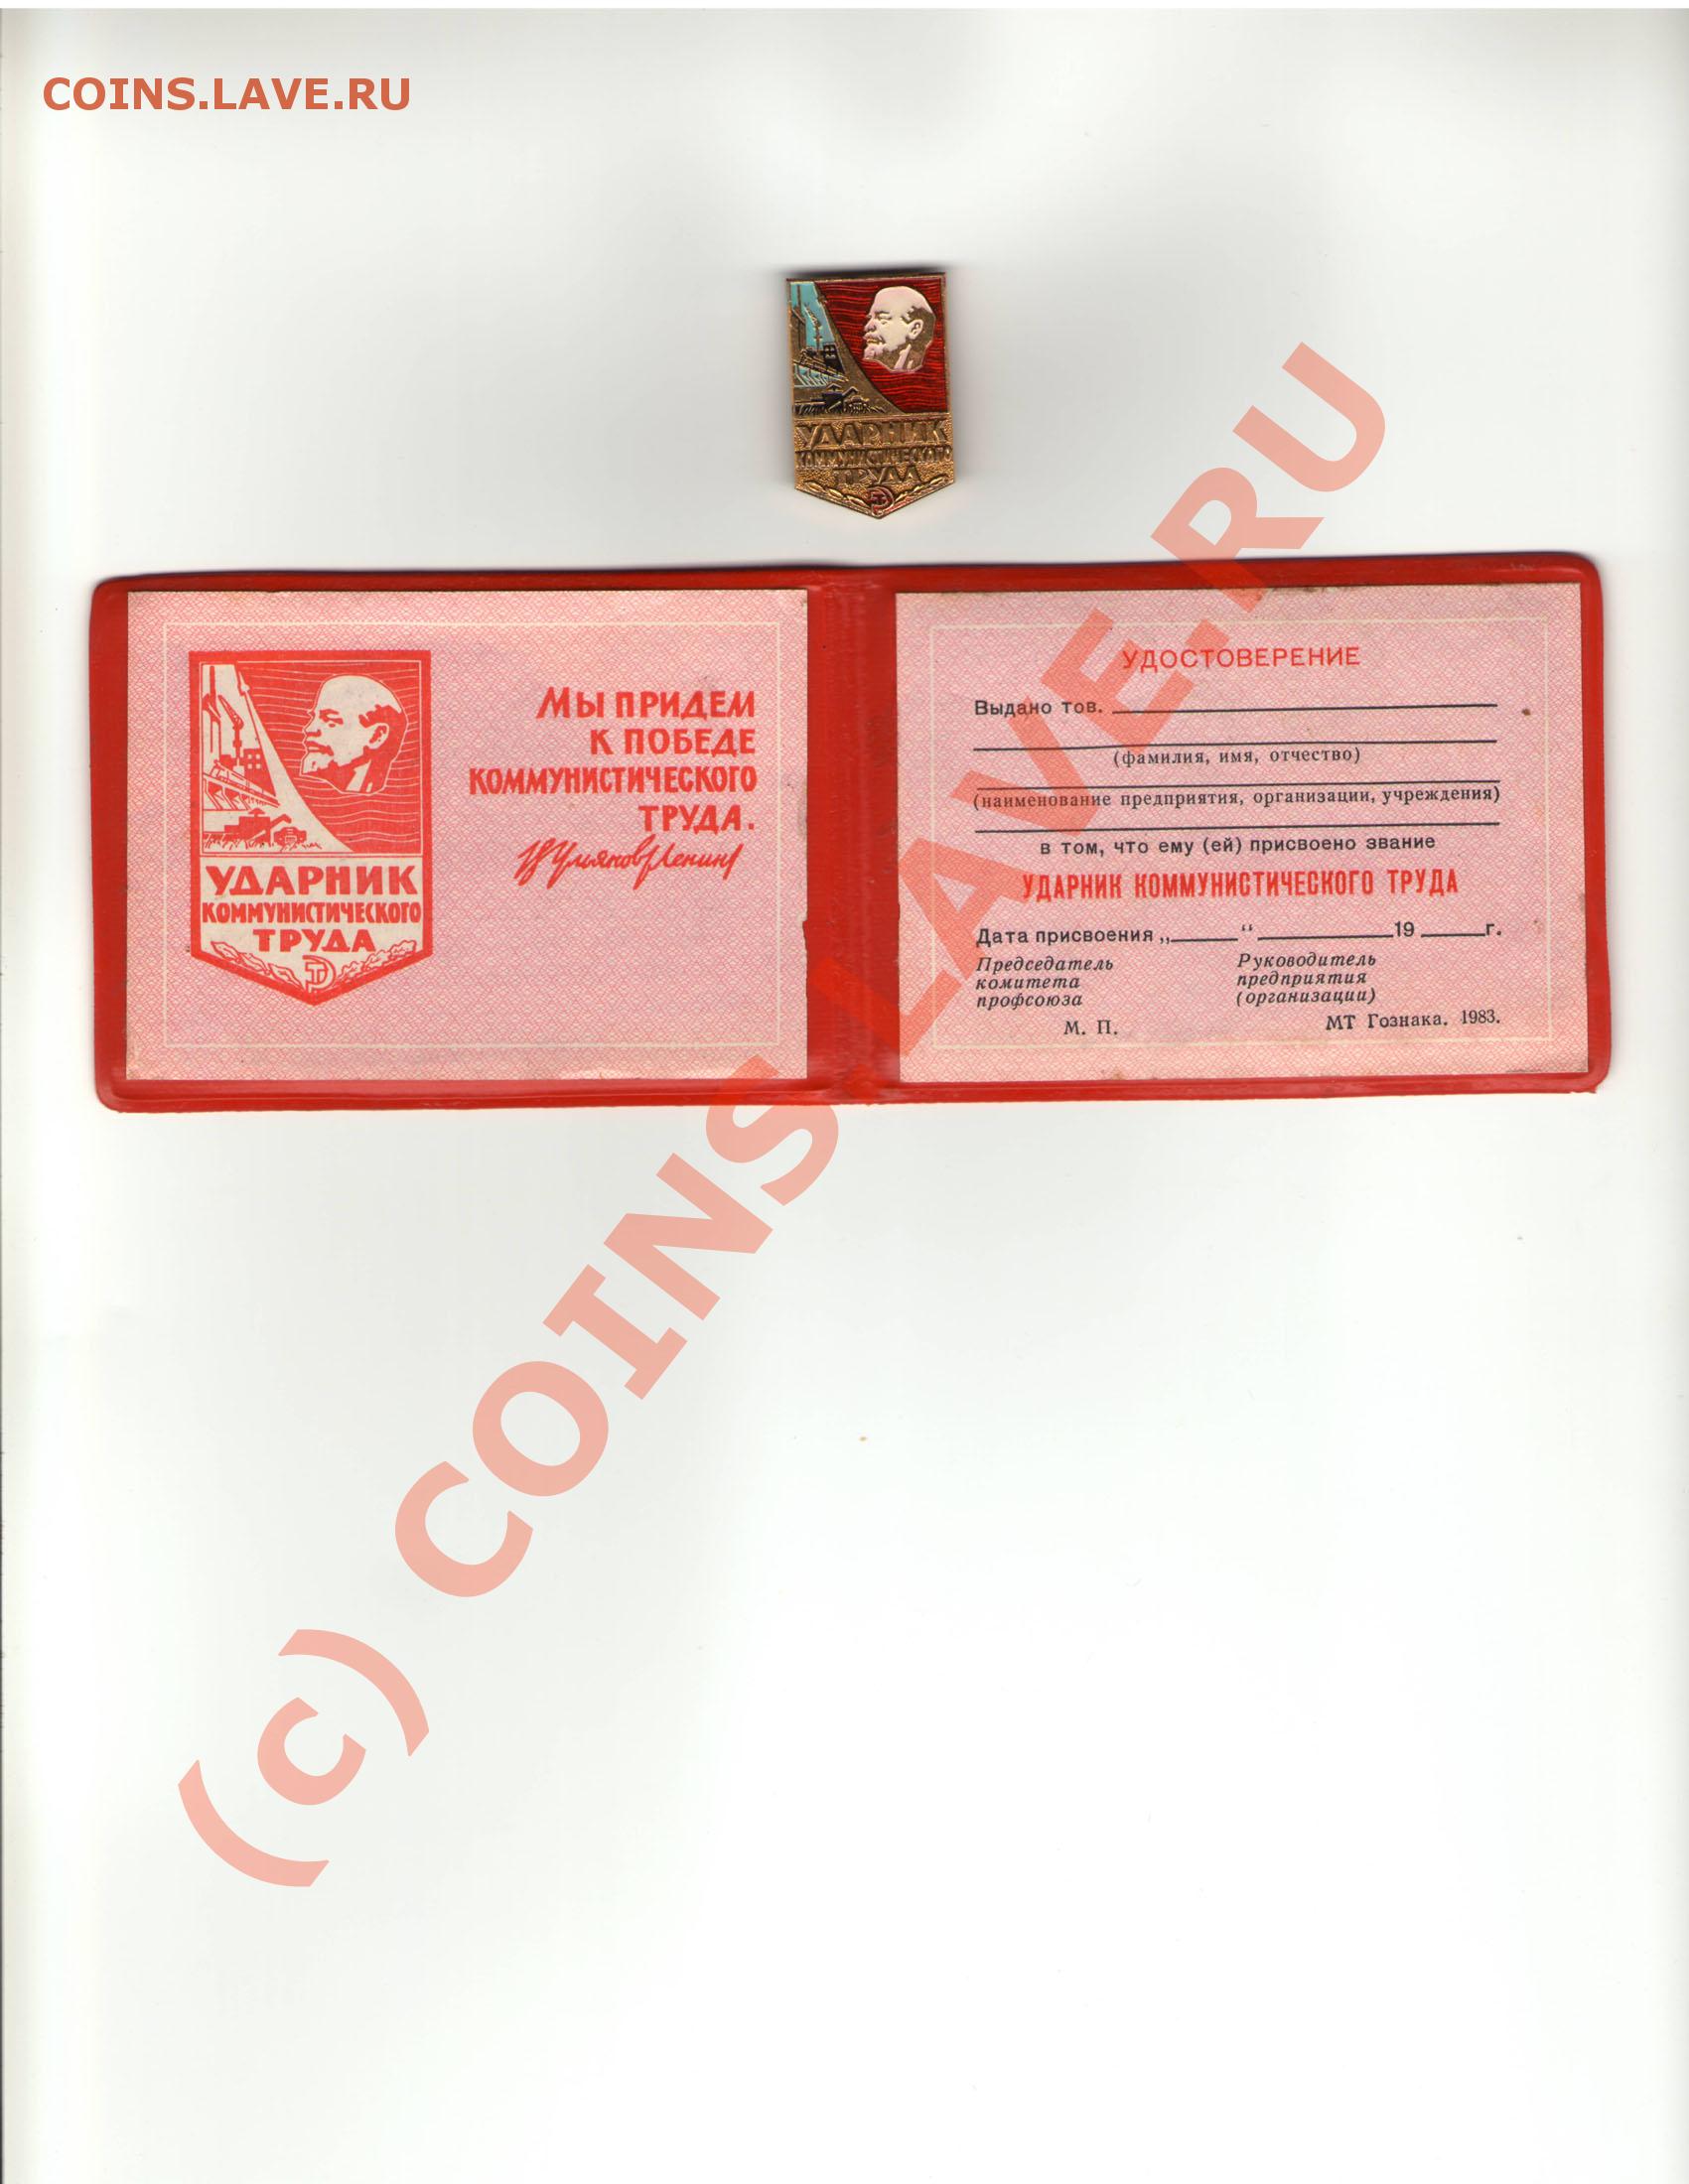 COINS.LAVE.RU
УДАРНИК
КОММУНИСТИЧЕСКОГО
ТРУДА
УДАРНИК
КОММУНИСТИЧЕСКОГО
ТРУДА
МЫ ПРИДЕМ
К ПОБЕДЕ
КОММУНИСТИЧЕСКОГО
ТРУДА.
В Ульянов (Ленин)
УДОСТОВЕРЕНИЕ
Выдано тов.
(фамилия, имя, отчество)
(наименование предприятия, организации, учреждения)
в том, что ему (ей) присвоено звание
УДАРНИК КОММУНИСТИЧЕСКОГО ТРУДА
Дата присвоения „ “ 19 г.
Председатель
комитета
профсоюза
Руководитель
предприятия
(организации)
М. П.
МТ Гознака. 1983.
(c) COINS.LAVE.RU